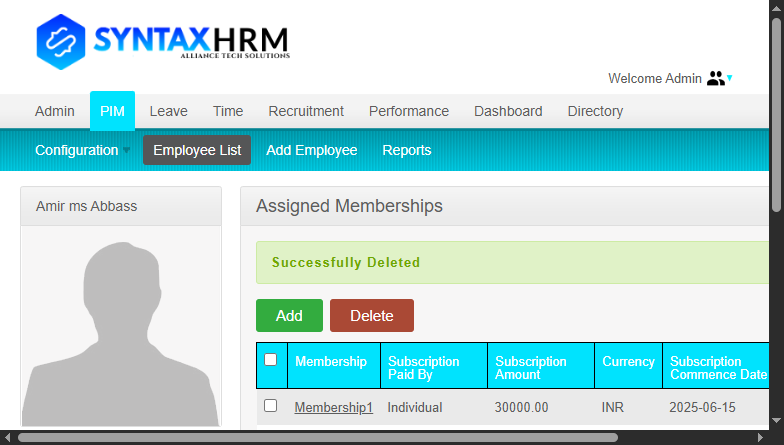 SYNTAXHRM
ALLIANCE TECH SOLUTIONS
Welcome Admin
Admin PIM Leave Time Recruitment Performance Dashboard Directory
Configuration Employee List Add Employee Reports
Amir ms Abbass
Assigned Memberships
Successfully Deleted
Add Delete
Membership Subscription Paid By Subscription Amount Currency Subscription Commence Date
Membership1 Individual 30000.00 INR 2025-06-15